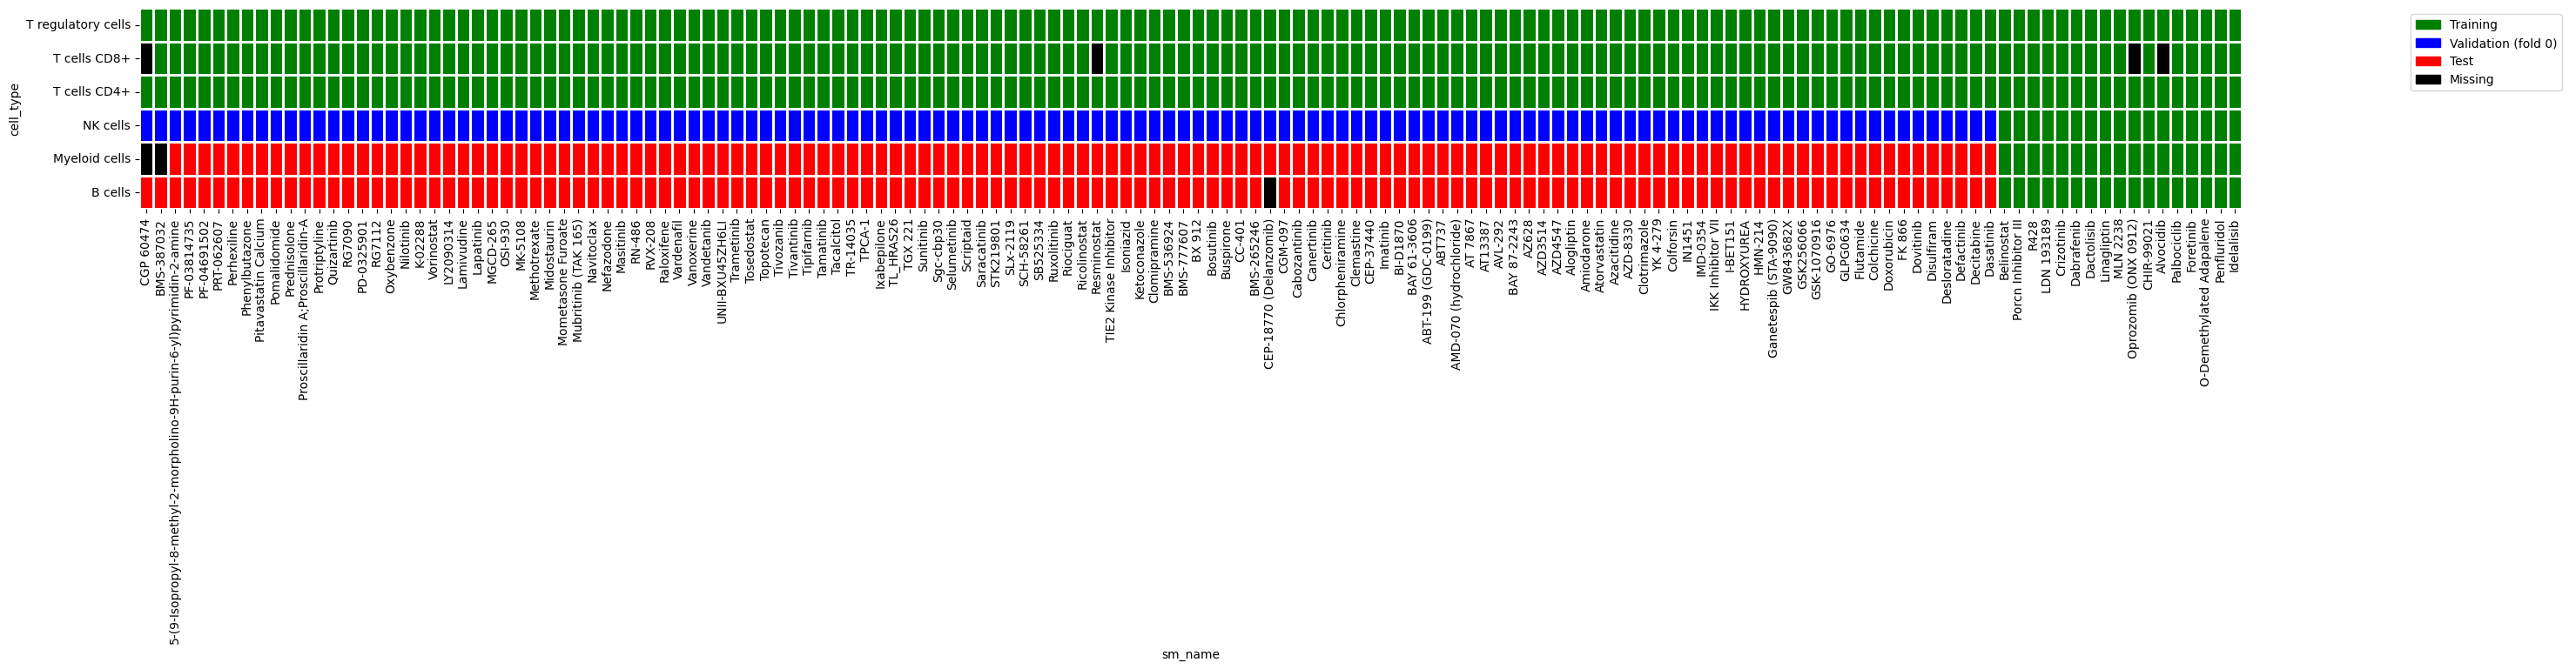 cell_type
T regulatory cells
T cells CD8+
T cells CD4+
NK cells
Myeloid cells
B cells
Training
Validation (fold 0)
Test
Missing
CGP 60474
BMS-387032
5-(9-Isopropyl-8-methyl-2-morpholino-9H-purin-6-yl)pyrimidin-2-amine
PF-03814735
PF-04691502
PRT-062607
Perhexiline
Phenylbutazone
Pitavastatin Calcium
Pomalidomide
Prednisolone
Proscillaridin A;Proscillaridin-A
Protriptyline
Quizartinib
RG7090
PD-0325901
RG7112
Oxybenzone
Nilotinib
K-02288
Vorinostat
LY2090314
Lamivudine
Lapatinib
MGCD-265
OSI-930
MK-5108
Methotrexate
Midostaurin
Mometasone Furoate
Mubritinib (TAK 165)
Navitoclax
Nefazodone
Masitinib
RN-486
RVX-208
Raloxifene
Vardenafil
Vanoxerine
Vandetanib
UNII-BXU45ZH6LI
Trametinib
Tosedostat
Topotecan
Tivozanib
Tivantinib
Tipifarnib
Tamatinib
Tacalcitol
TR-14035
TPCA-1
Ixabepilone
TL_HRAS26
TGX 221
Sunitinib
Sgc-cbp30
Selumetinib
Scriptaid
Saracatinib
STK219801
SLx-2119
SCH-58261
SB525334
Ruxolitinib
Riociguat
Ricolinostat
Resminostat
TIE2 Kinase Inhibitor
Isoniazid
Ketoconazole
Clomipramine
BMS-536924
BMS-777607
BX 912
Bosutinib
Buspirone
CC-401
BMS-265246
CEP-18770 (Delanzomib)
CGM-097
Cabozantinib
Canertinib
Ceritinib
Chlorpheniramine
Clemastine
CEP-37440
Imatinib
BI-D1870
BAY 61-3606
ABT-199 (GDC-0199)
ABT737
AMD-070 (hydrochloride)
AT 7867
AT13387
AVL-292
BAY 87-2243
AZ628
AZD3514
AZD4547
Alogliptin
Amiodarone
Atorvastatin
Azacitidine
AZD-8330
Clotrimazole
YK 4-279
Colforsin
IN1451
IMD-0354
IKK Inhibitor VII
I-BET151
HYDROXYUREA
HMN-214
Ganetespib (STA-9090)
GW843682X
GSK256066
GSK-1070916
GO-6976
GLPG0634
Flutamide
Colchicine
Doxorubicin
FK 866
Dovitinib
Disulfiram
Desloratadine
Defactinib
Decitabine
Dasatinib
Belinostat
Porcn Inhibitor III
R428
LDN 193189
Crizotinib
Dabrafenib
Dactolisib
Linagliptin
MLN 2238
Oprozomib (ONX 0912)
CHIR-99021
Alvocidib
Palbociclib
Foretinib
O-Demethylated Adapalene
Penfluridol
Idelalisib
sm_name